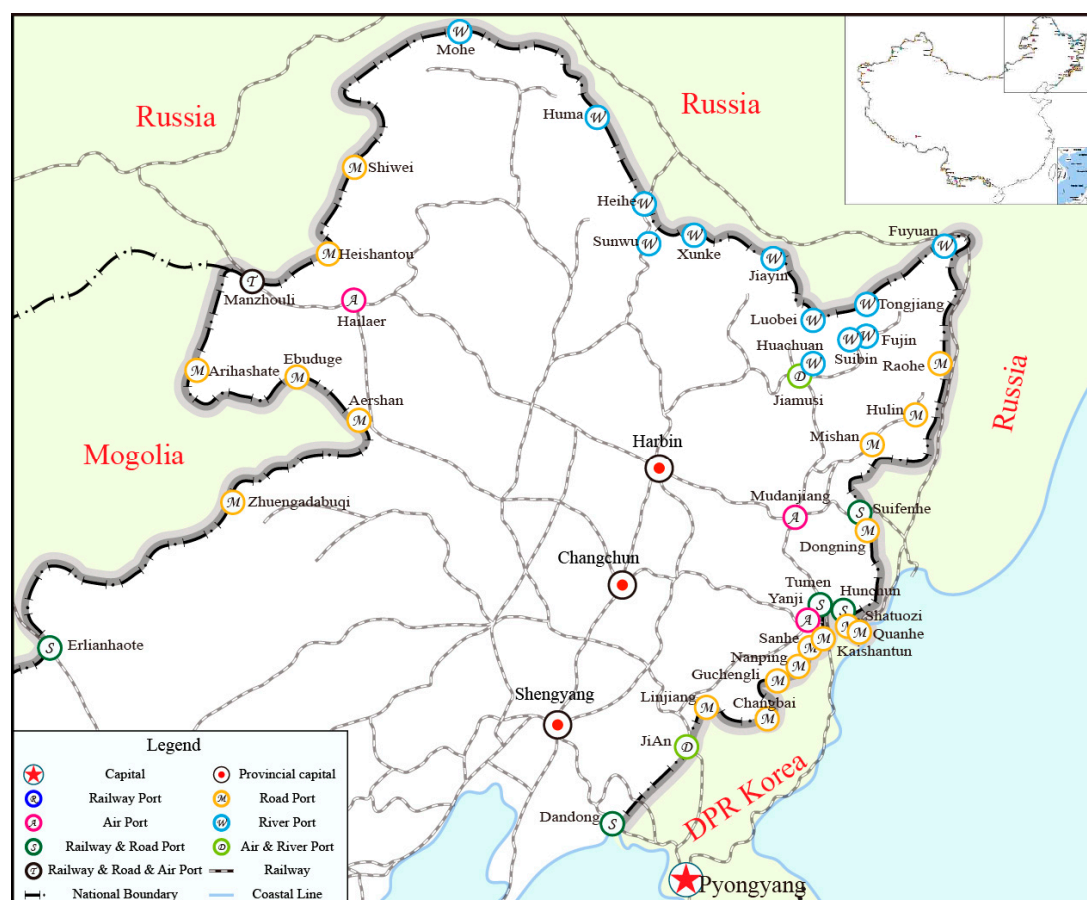 Mohe
W
Russia
Russia
Huma
W
M
Shiwei
Heihe
W
Sunwu
W
W
Xunke
Fuyuan
W
M
Heishantou
W
Jiayin
T
Manzhouli
A
Hailaer
W
Tongjiang
Luobei
W
W
W
Fujin
Suibin
Huachuan
W
D
Jiamusi
Raohe
M
M
Arihashate
Ebuduge
M
Aershan
M
Hulin
M
Russia
Mishan
M
Mogolia
Harbin
M
Zhuengadabuqi
Mudanjiang
A
S
Suifenhe
M
Dongning
Changchun
Tumen
S
Hunchun
S
Yanji
A
Shatuozi
M
M
Quanhe
Sanhe
M
M
Kaishantun
S
Erlianhaote
Nanping
M
Guchengli
M
Linjiang
M
Changbai
M
Shengyang
JiAn
D
DPR Korea
Dandong
S
Pyongyang
Legend
Capital
Provincial capital
R
Railway Port
M
Road Port
A
Air Port
W
River Port
S
Railway & Road Port
D
Air & River Port
T
Railway & Road & Air Port
Railway
National Boundary
Coastal Line